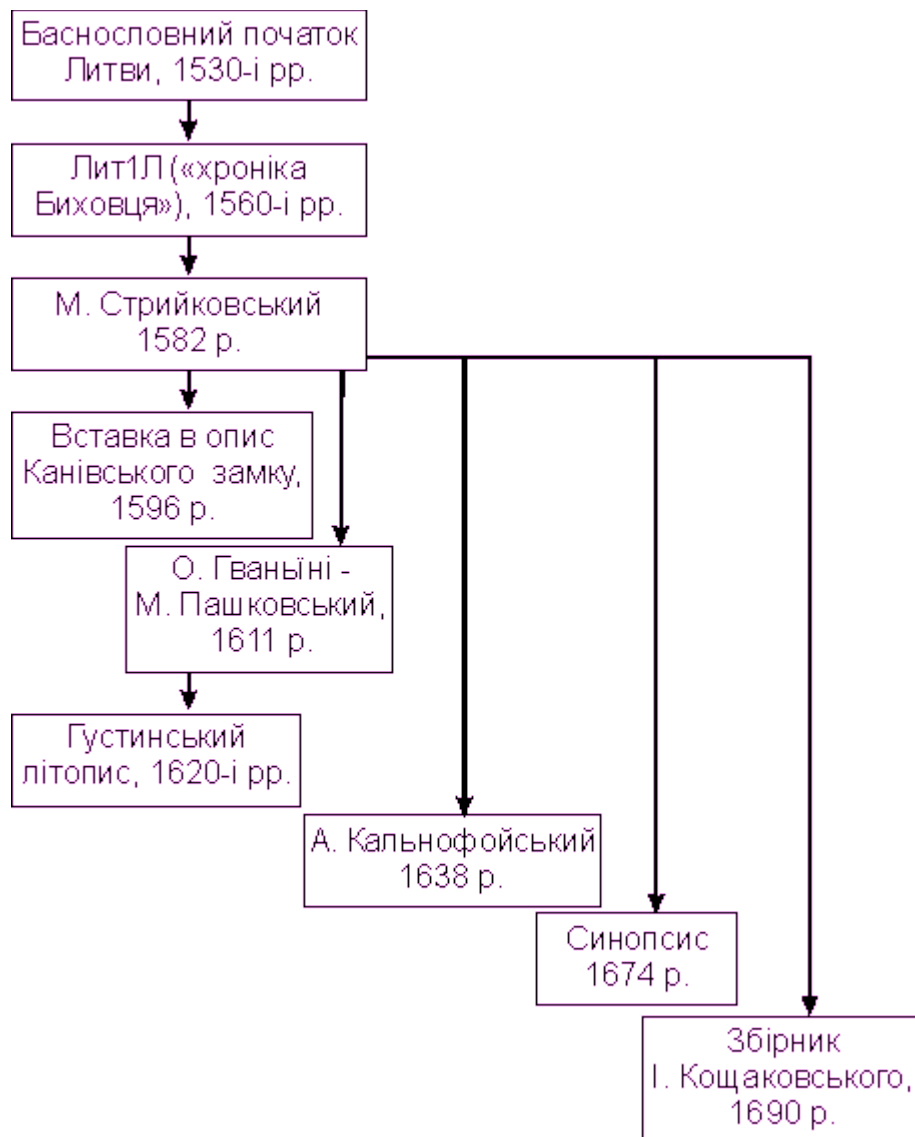 Баснословний початок
Литви, 1530-і рр.
Лит1Л («хроніка
Биховця»), 1560-і рр.
М. Стрийковський
1582 р.
Вставка в опис
Канівського замку,
1596 р.
О. Гваньїні -
М. Пашковський,
1611 р.
Густинський
літопис, 1620-і рр.
А. Кальнофойський
1638 р.
Синопсис
1674 р.
Збірник
І. Кощаковського,
1690 р.